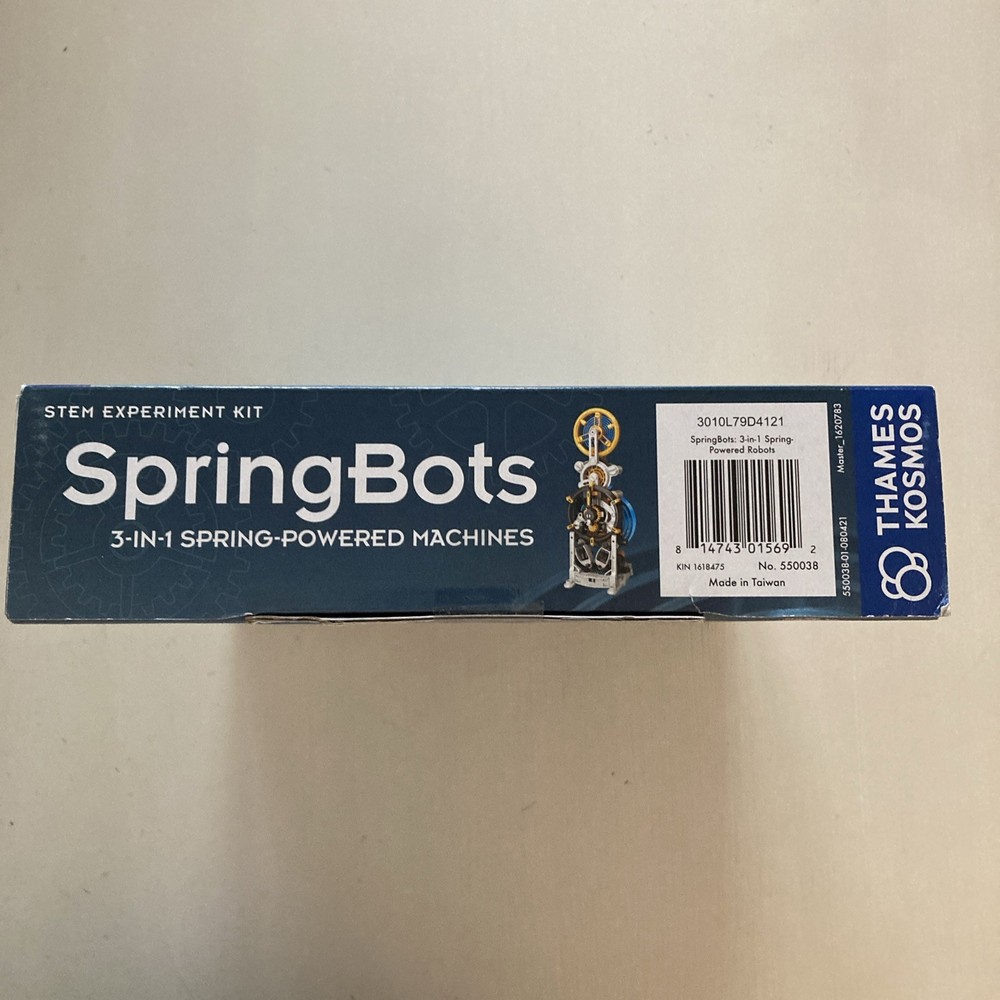 STEM EXPERIMENT KIT
SpringBots
3-IN-1 SPRING-POWERED MACHINES
3010L79D4121
SpringBots: 3-in-1 Spring-
Powered Robots
8 14743 01569 2
KIN 1618475 No. 550038
Made in Taiwan
Master_1620783
550038-01-080421
THAMES
KOSMOS